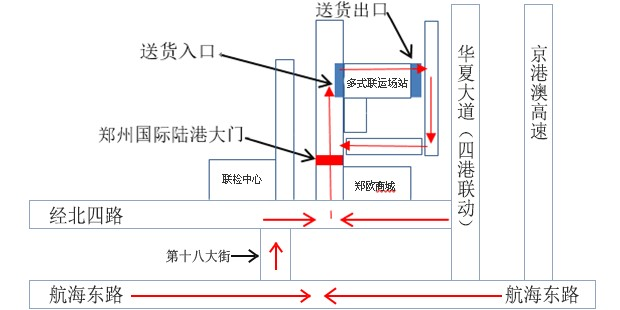 送货出口
送货入口
多式联运场站
郑州国际陆港大门
联检中心
郑欧商城
经北四路
第十八大街
航海东路
航海东路
华夏大道（四港联动）
京港澳高速